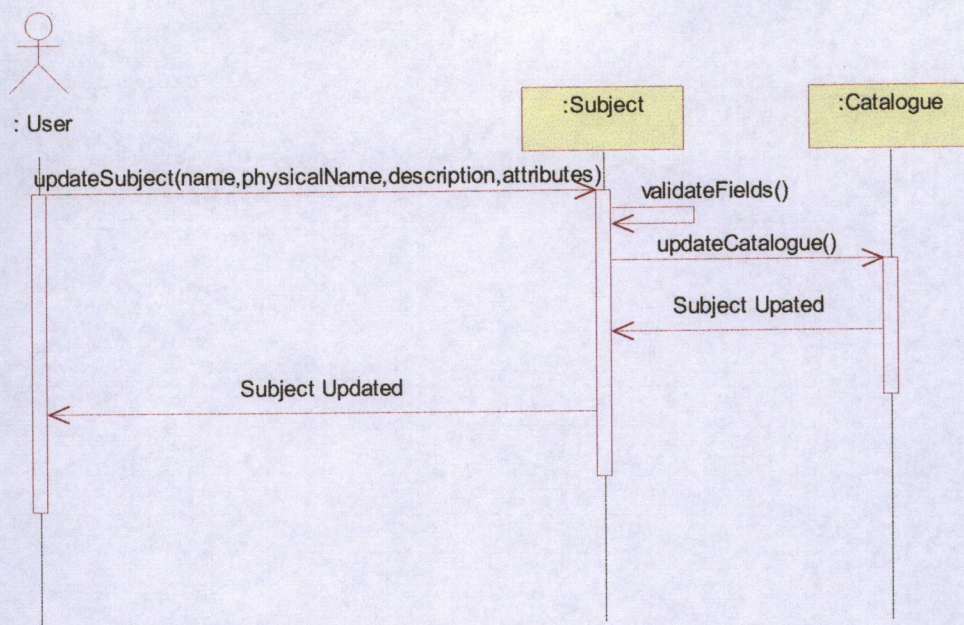 :Subject
:Catalogue
: User
updateSubject(name,physicalName,description,attributes)
validateFields()
updateCatalogue()
Subject Upated
Subject Updated